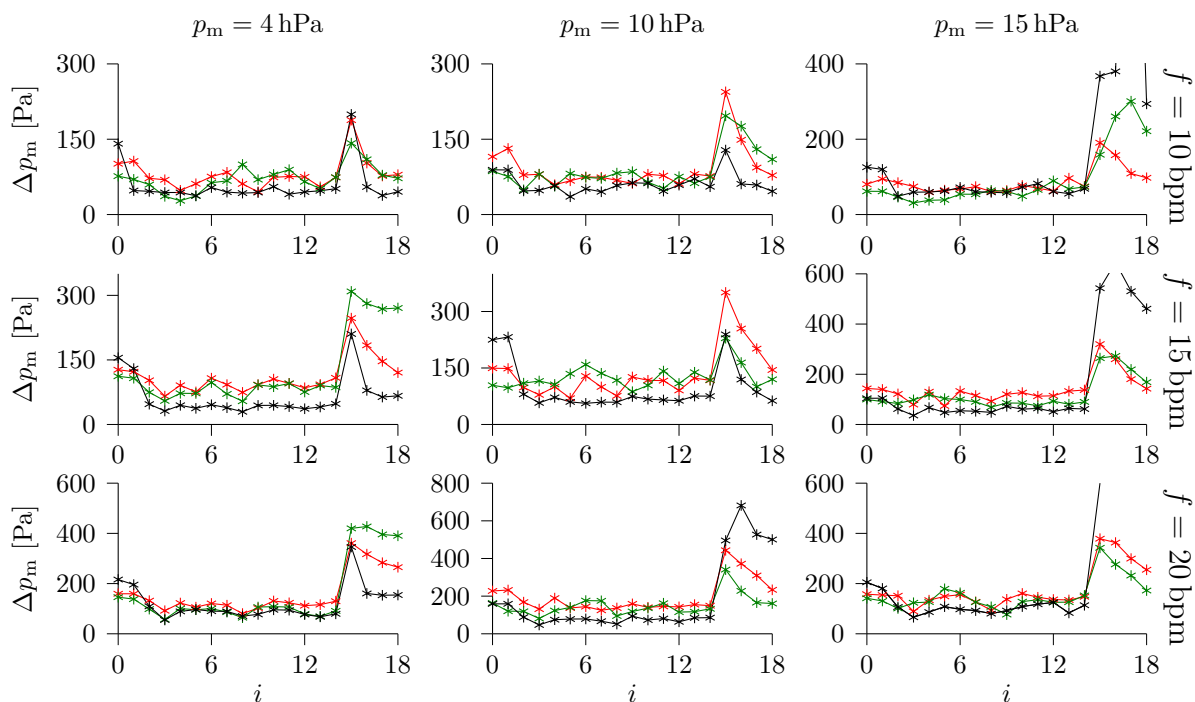 p_m = 4 hPa
p_m = 10 hPa
p_m = 15 hPa
Δp_m [Pa]
300
150
0
0 6 12 18
300
150
0
0 6 12 18
400
200
0
0 6 12 18
f = 10 bpm
Δp_m [Pa]
300
150
0
0 6 12 18
300
150
0
0 6 12 18
600
400
200
0
0 6 12 18
f = 15 bpm
Δp_m [Pa]
600
400
200
0
0 6 12 18
i
800
600
400
200
0
0 6 12 18
i
600
400
200
0
0 6 12 18
i
f = 20 bpm